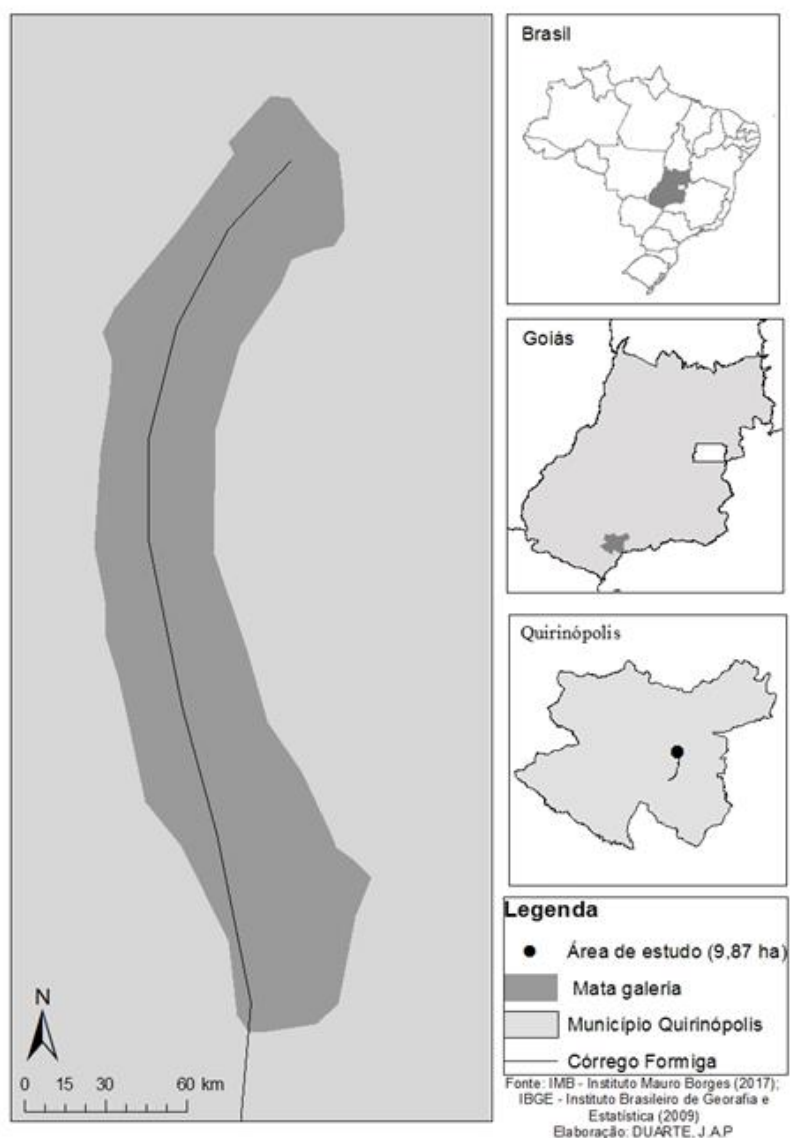 Brasil
Goiás
Quirinópolis
N
0 15 30 60 km
Legenda
Área de estudo (9,87 ha)
Mata galeria
Município Quirinópolis
Córrego Formiga
Fonte: IMB - Instituto Mauro Borges (2017);
IBGE - Instituto Brasileiro de Georafia e
Estatística (2009)
Elaboração: DUARTE, J.A.P